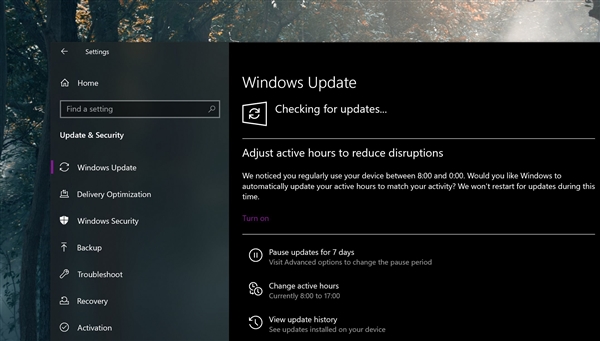 Settings
Home
Find a setting
Update & Security
Windows Update
Delivery Optimization
Windows Security
Backup
Troubleshoot
Recovery
Activation
Windows Update
Checking for updates...
Adjust active hours to reduce disruptions
We noticed you regularly use your device between 8:00 and 0:00. Would you like Windows to
automatically update your active hours to match your activity? We won't restart for updates during this
time.
Turn on
Pause updates for 7 days
Visit Advanced options to change the pause period
Change active hours
Currently 8:00 to 17:00
View update history
See updates installed on your device